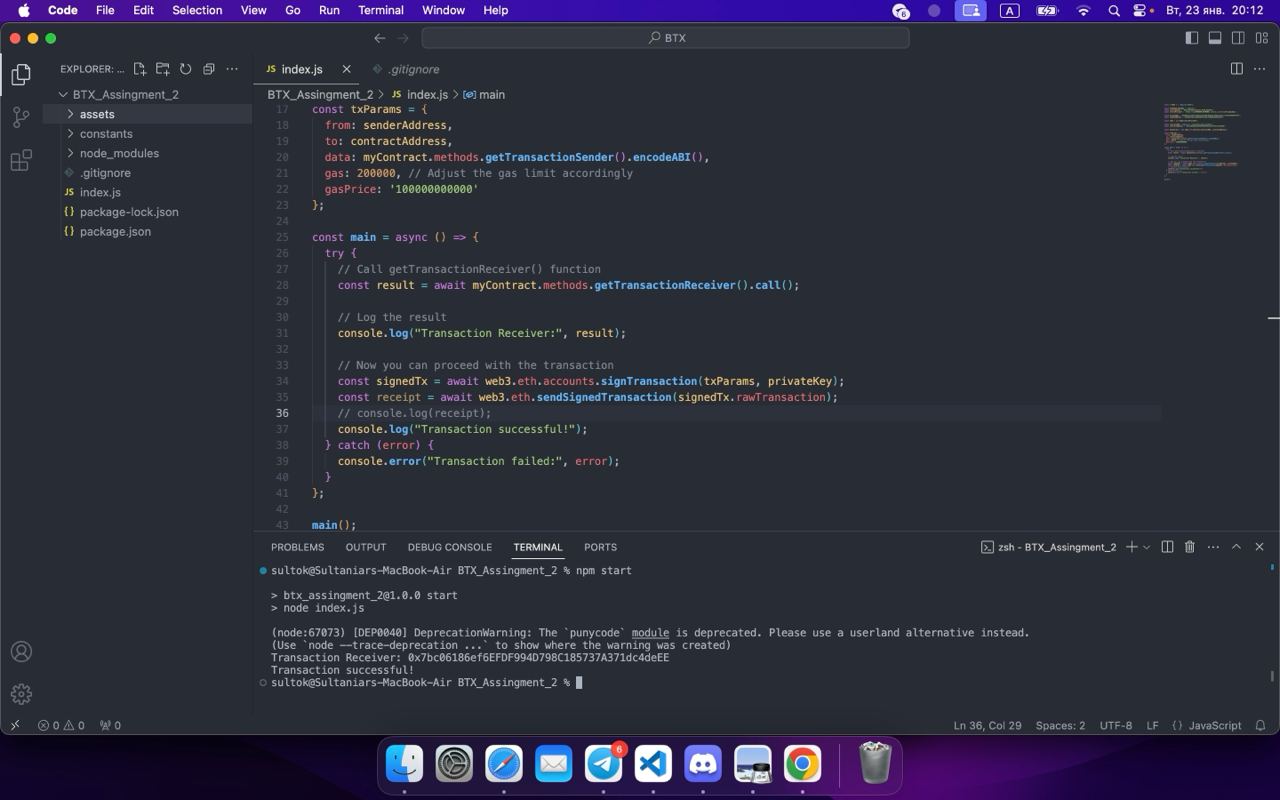 Code File Edit Selection View Go Run Terminal Window Help 6 A Вт, 23 янв. 20:12
BTX
EXPLORER: ... JS index.js .gitignore
BTX_Assingment_2 BTX_Assingment_2 > JS index.js > main
assets
constants
node_modules
.gitignore
JS index.js
{} package-lock.json
{} package.json
17 const txParams = {
18 from: senderAddress,
19 to: contractAddress,
20 data: myContract.methods.getTransactionSender().encodeABI(),
21 gas: 200000, // Adjust the gas limit accordingly
22 gasPrice: '100000000000'
23 };
24
25 const main = async () => {
26 try {
27 // Call getTransactionReceiver() function
28 const result = await myContract.methods.getTransactionReceiver().call();
29
30 // Log the result
31 console.log("Transaction Receiver:", result);
32
33 // Now you can proceed with the transaction
34 const signedTx = await web3.eth.accounts.signTransaction(txParams, privateKey);
35 const receipt = await web3.eth.sendSignedTransaction(signedTx.rawTransaction);
36 // console.log(receipt);
37 console.log("Transaction successful!");
38 } catch (error) {
39 console.error("Transaction failed:", error);
40 }
41 };
42
43 main();
PROBLEMS OUTPUT DEBUG CONSOLE TERMINAL PORTS zsh - BTX_Assingment_2
sultok@Sultaniars-MacBook-Air BTX_Assingment_2 % npm start
> btx_assingment_2@1.0.0 start
> node index.js
(node:67073) [DEP0040] DeprecationWarning: The `punycode` module is deprecated. Please use a userland alternative instead.
(Use `node --trace-deprecation ...` to show where the warning was created)
Transaction Receiver: 0x7bc06186ef6EFDF994D798C185737A371dc4deEE
Transaction successful!
sultok@Sultaniars-MacBook-Air BTX_Assingment_2 %
0 0 0 Ln 36, Col 29 Spaces: 2 UTF-8 LF {} JavaScript
6